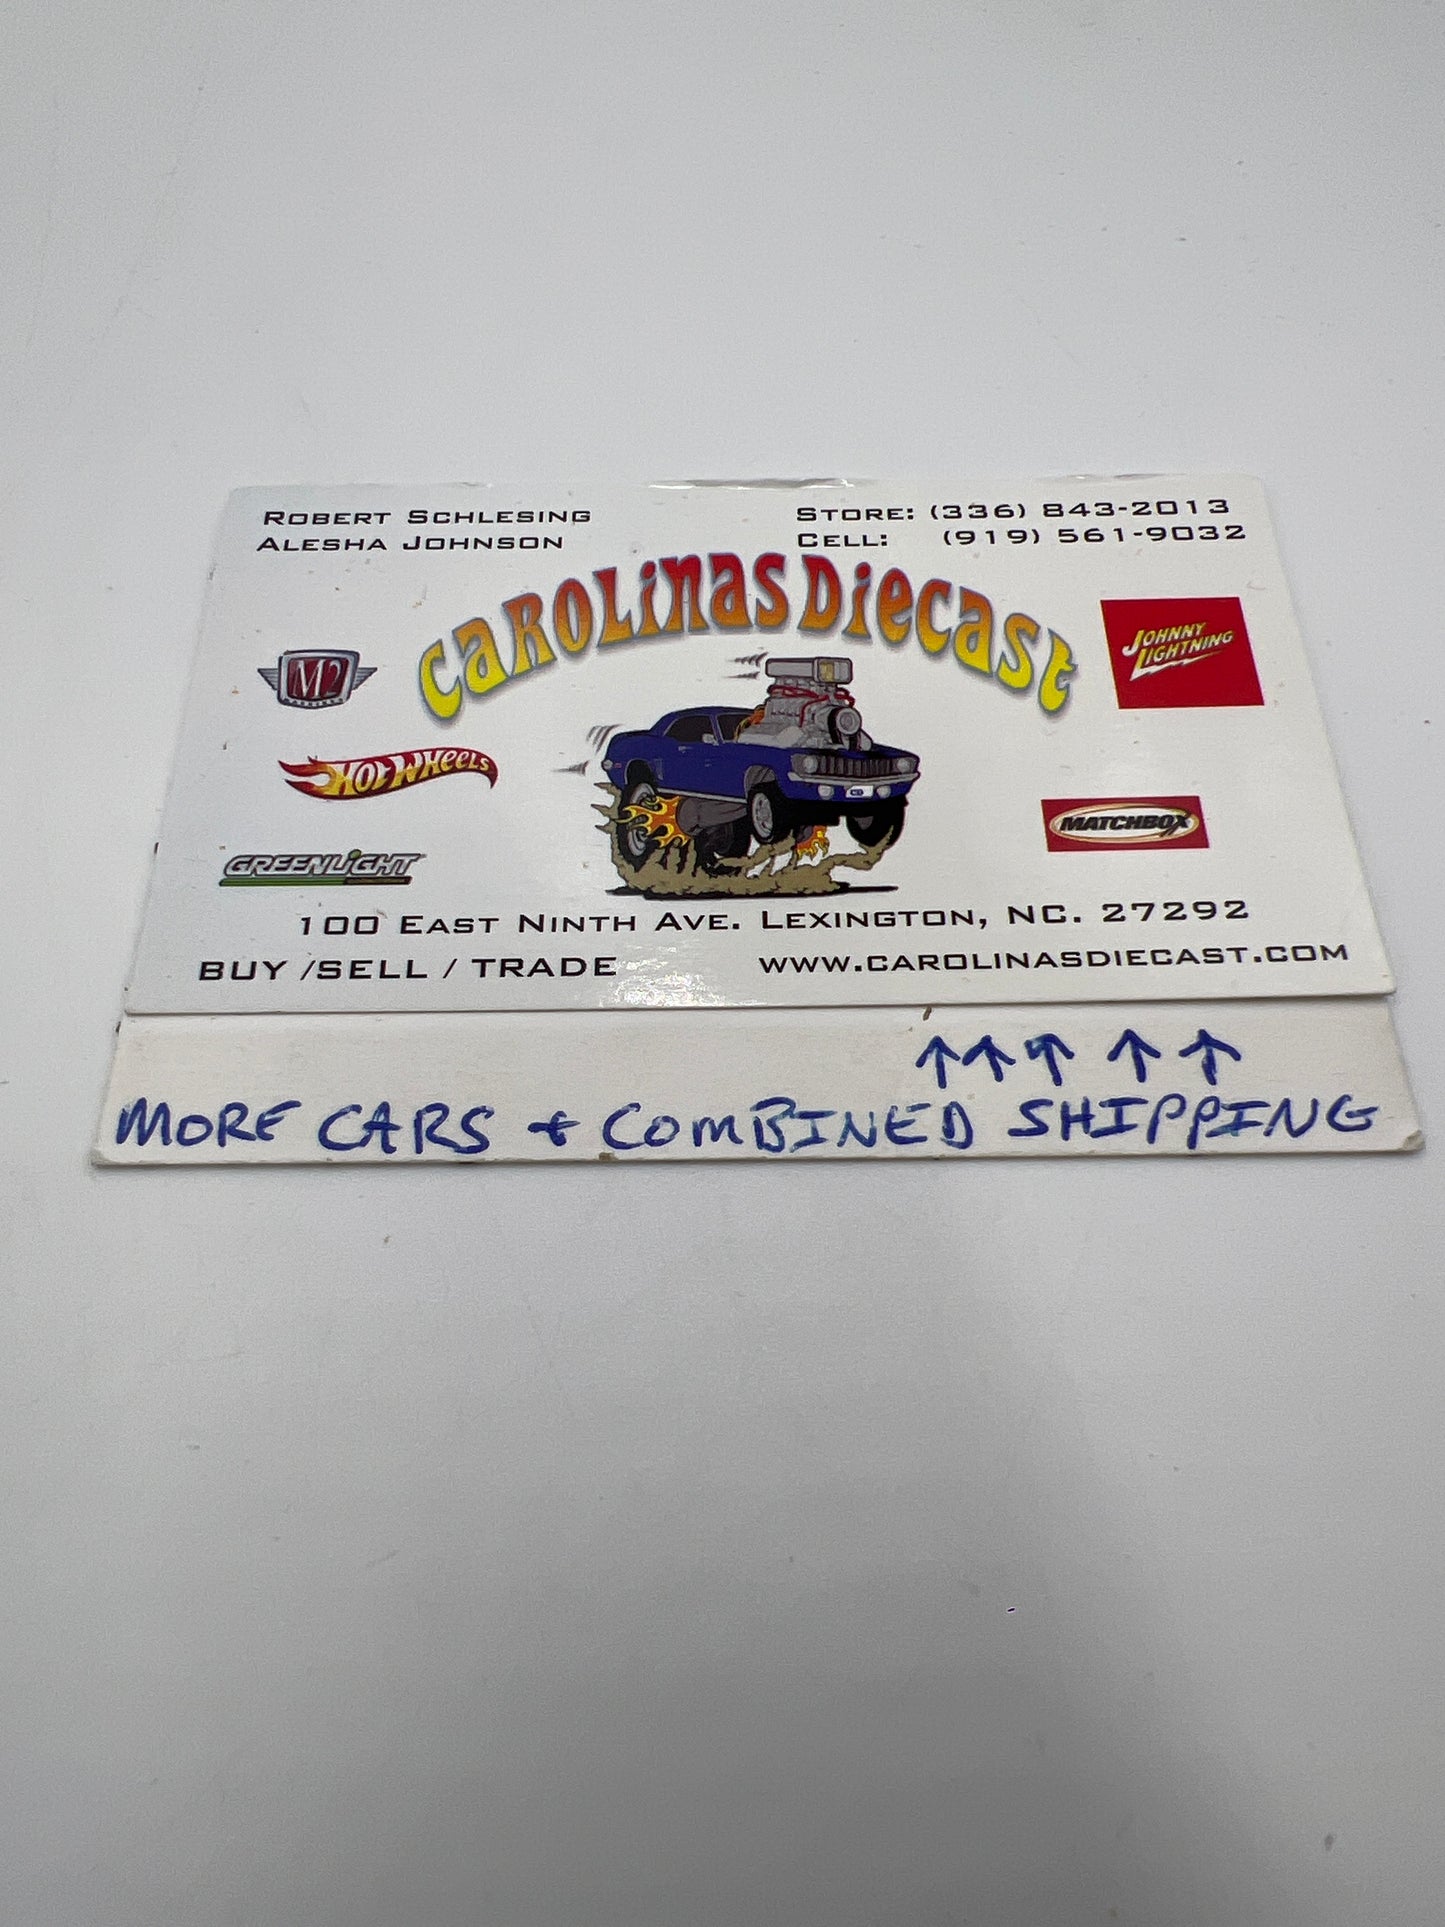 ROBERT SCHLESING
ALESHA JOHNSON
STORE: (336) 843-2013
CELL: (919) 561-9032
CAROLINAS DIECAST
M2
HOT WHEELS
GREENLIGHT
JOHNNY
LIGHTNING
MATCHBOX
100 EAST NINTH AVE. LEXINGTON, NC. 27292
BUY /SELL / TRADE
WWW.CAROLINASDIECAST.COM
↑↑↑ ↑ ↑
MORE CARS + COMBINED SHIPPING